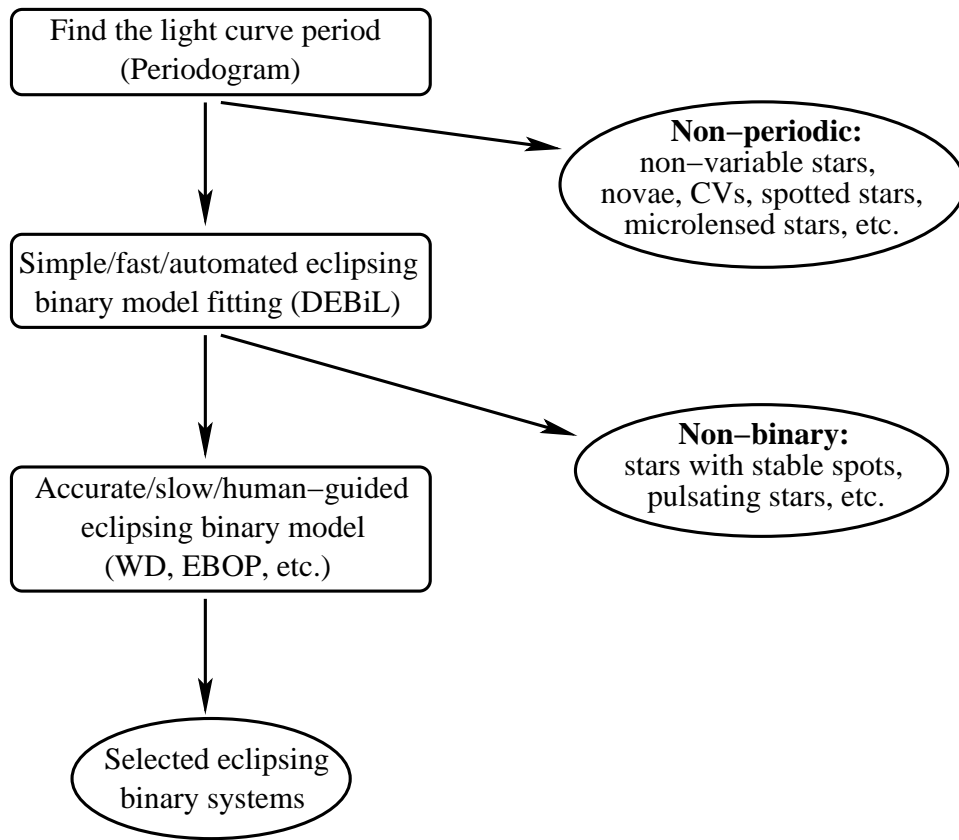 Find the light curve period
(Periodogram)
Non−periodic:
non−variable stars,
novae, CVs, spotted stars,
microlensed stars, etc.
Simple/fast/automated eclipsing
binary model fitting (DEBiL)
Non−binary:
stars with stable spots,
pulsating stars, etc.
Accurate/slow/human−guided
eclipsing binary model
(WD, EBOP, etc.)
Selected eclipsing
binary systems